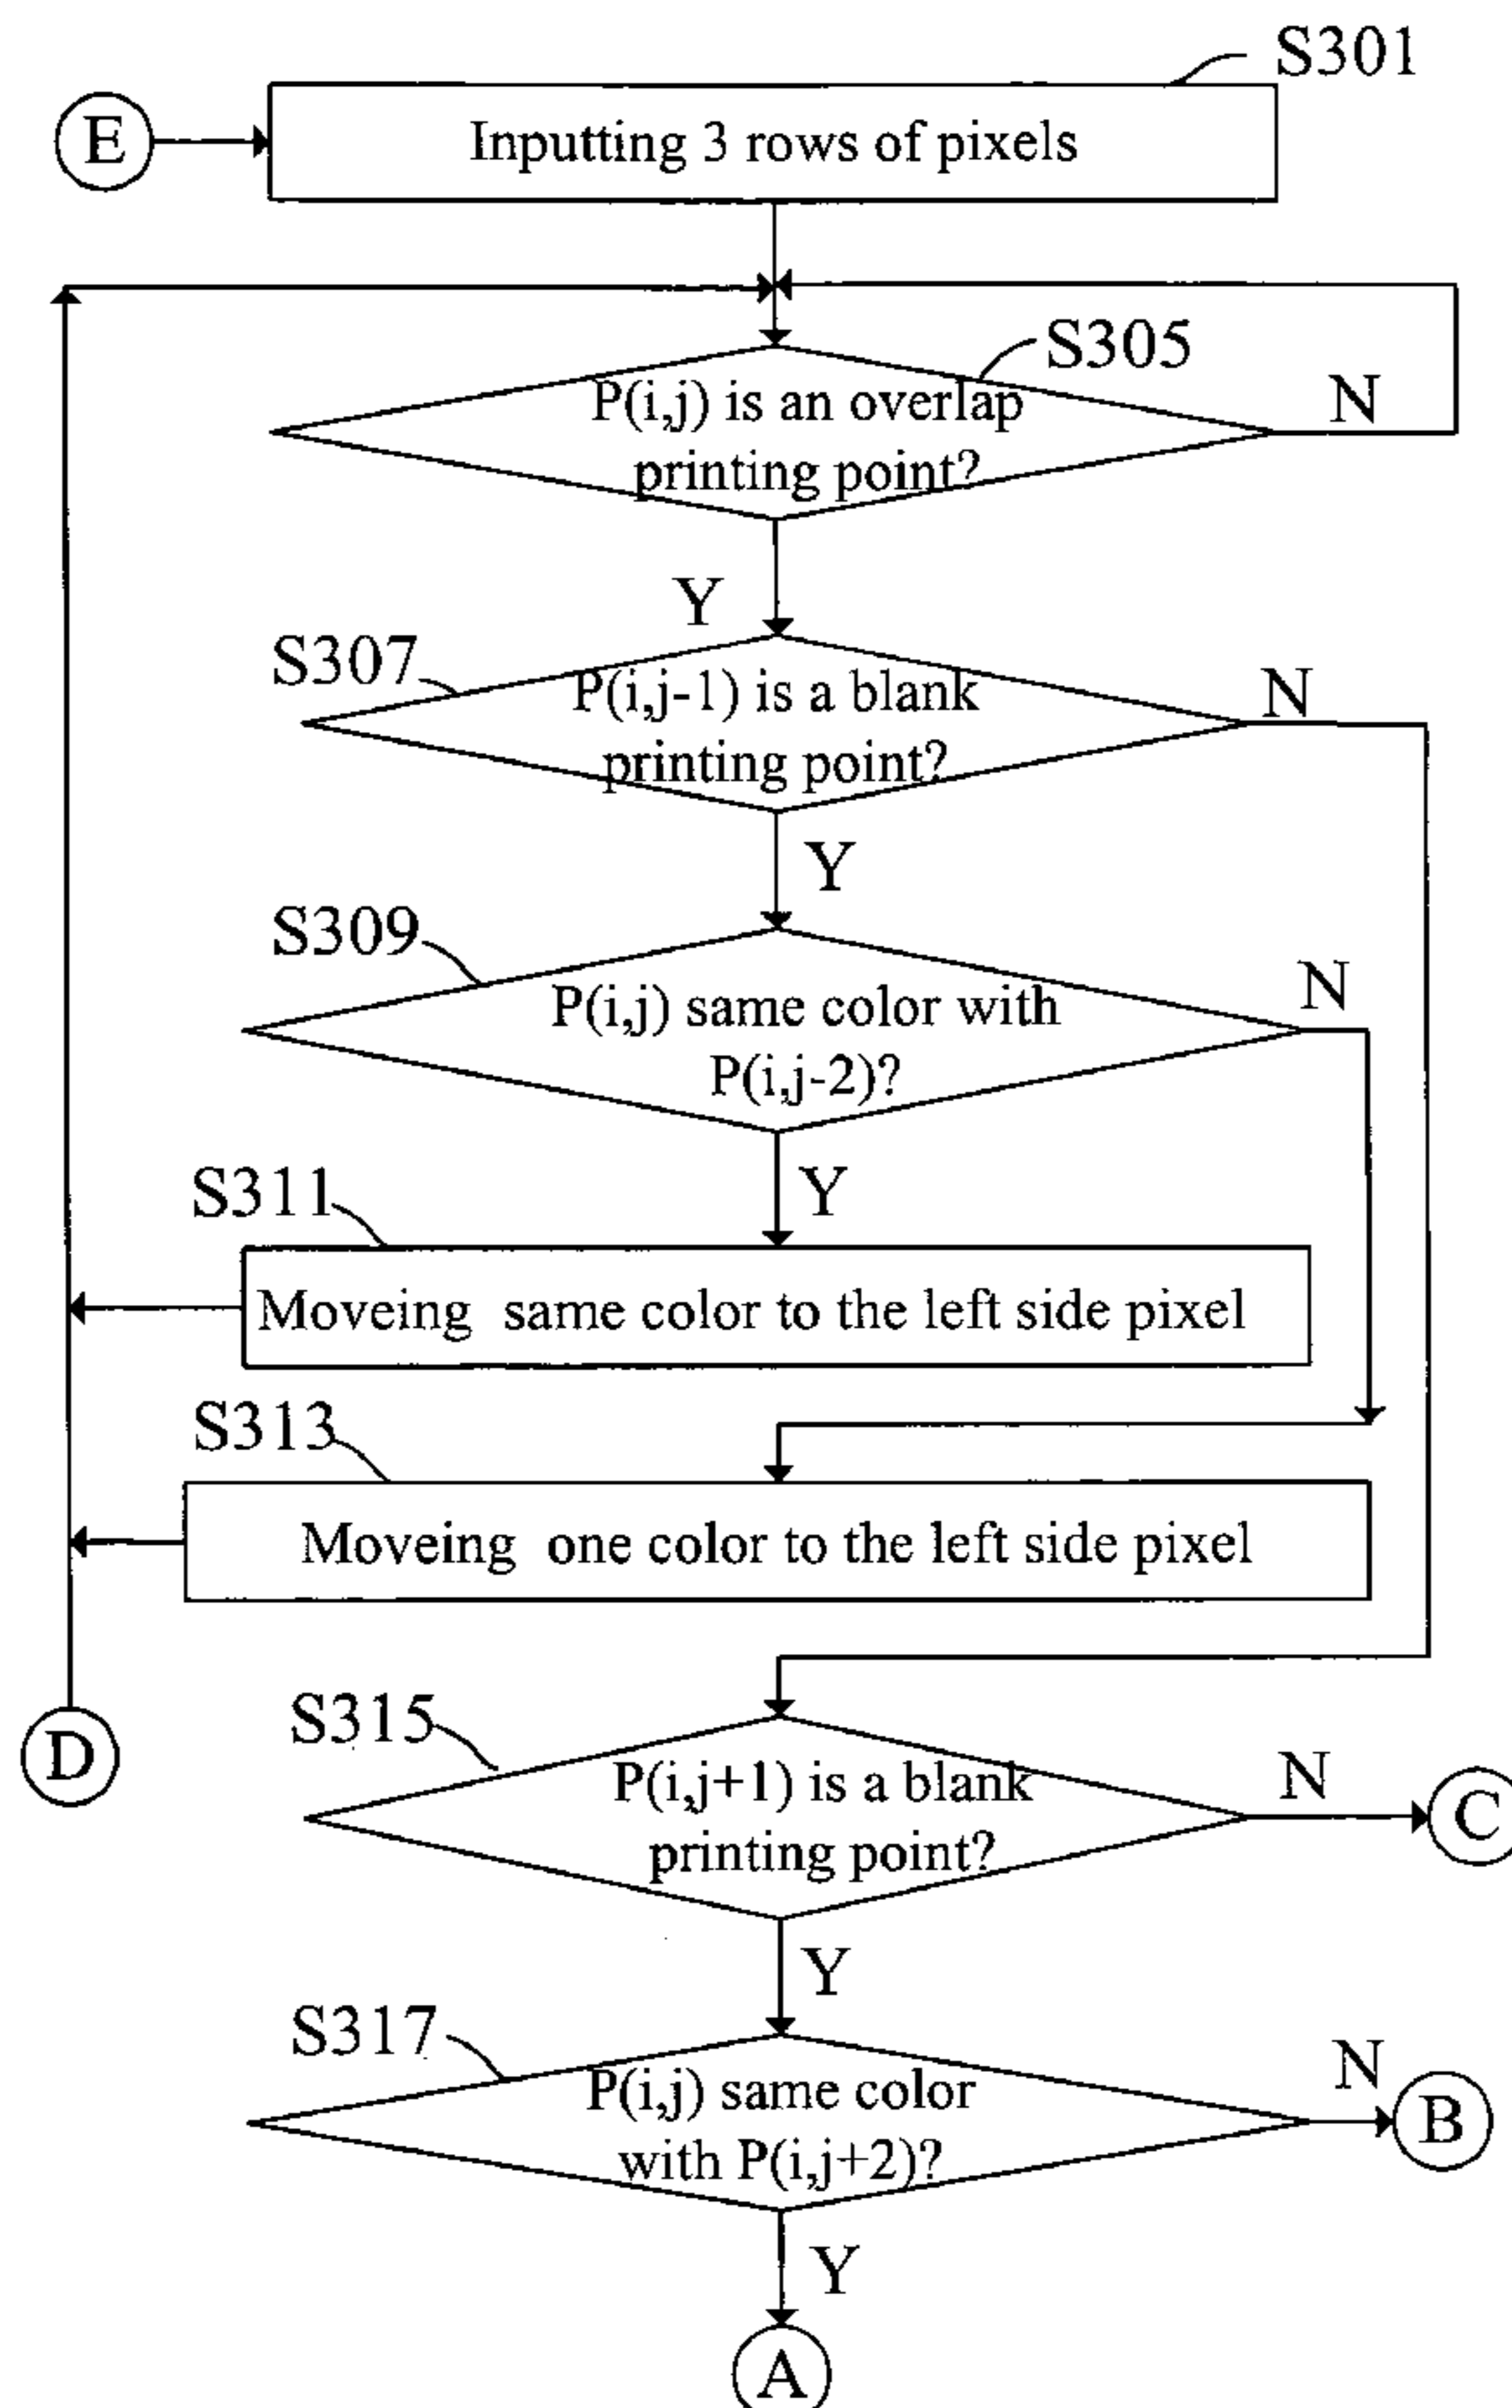 S301
E
Inputting 3 rows of pixels
S305
P(i,j) is an overlap
printing point?
N
Y
S307
P(i,j-1) is a blank
printing point?
N
Y
S309
P(i,j) same color with
P(i,j-2)?
N
Y
S311
Moveing same color to the left side pixel
S313
Moveing one color to the left side pixel
D
S315
P(i,j+1) is a blank
printing point?
N
C
Y
S317
P(i,j) same color
with P(i,j+2)?
N
B
Y
A